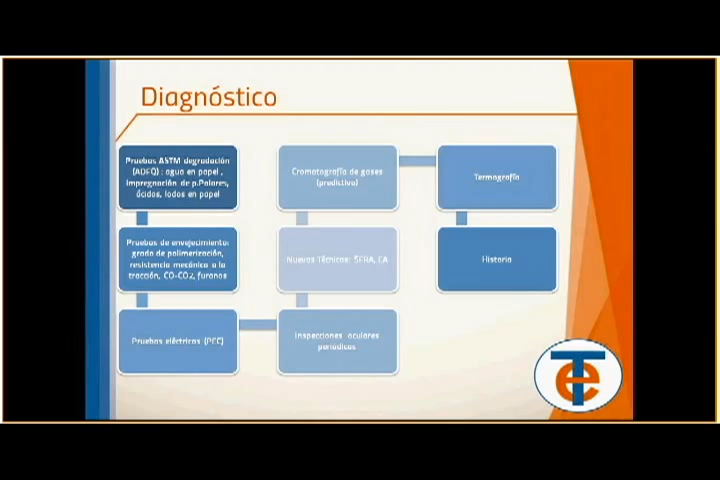 Diagnóstico
Pruebas ASTM degradación
(ADFQ) : agua en papel ,
impregnación de p.Polares,
ácidos, lodos en papel
Pruebas de envejecimiento:
grado de polimerización,
resistencia mecánica a la
tracción, CO-CO2, furanos
Pruebas eléctricas (PEC)
Inspecciones oculares
periódicas
Nuevas Técnicas: SFRA, EA
Cromatografía de gases
(predictivo)
Termografía
Historia
Te